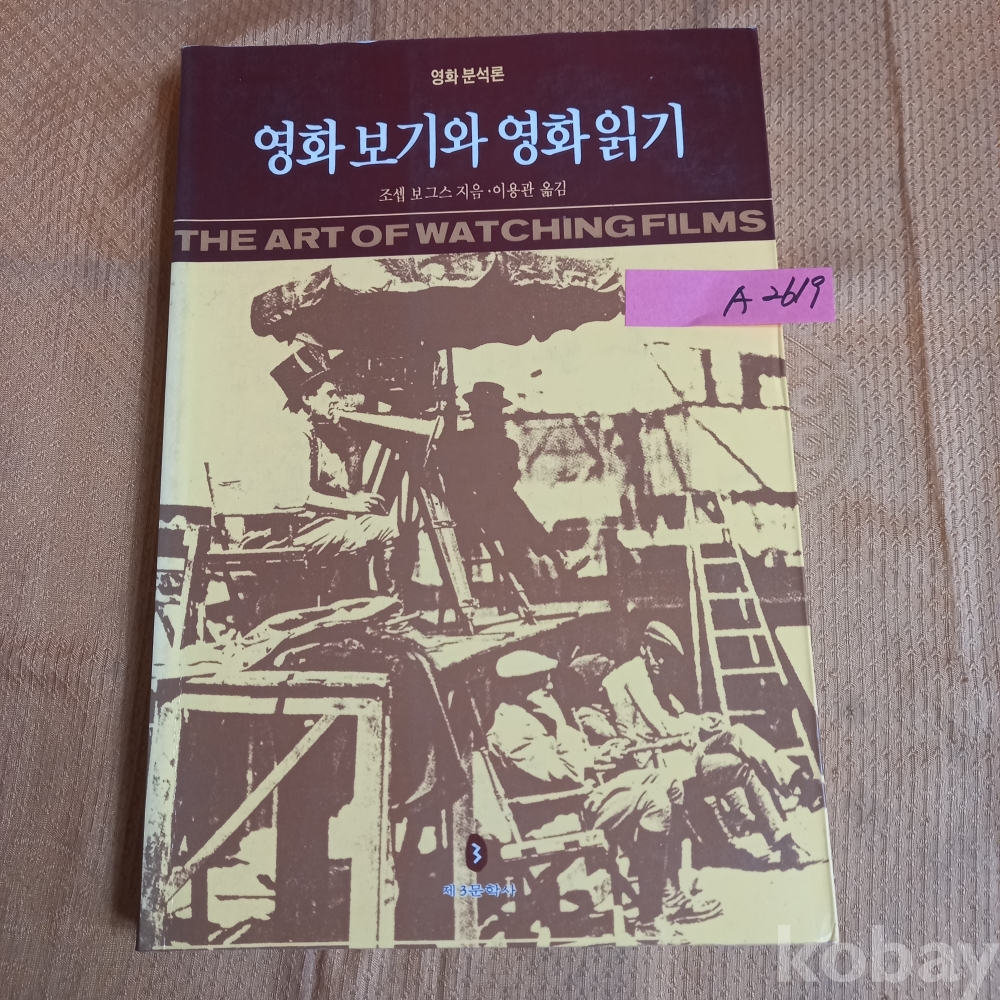 영화 분석론
영화 보기와 영화 읽기
조셉 보그스 지음·이용관 옮김
THE ART OF WATCHING FILMS
A 2619
3
제3문학사
kobay